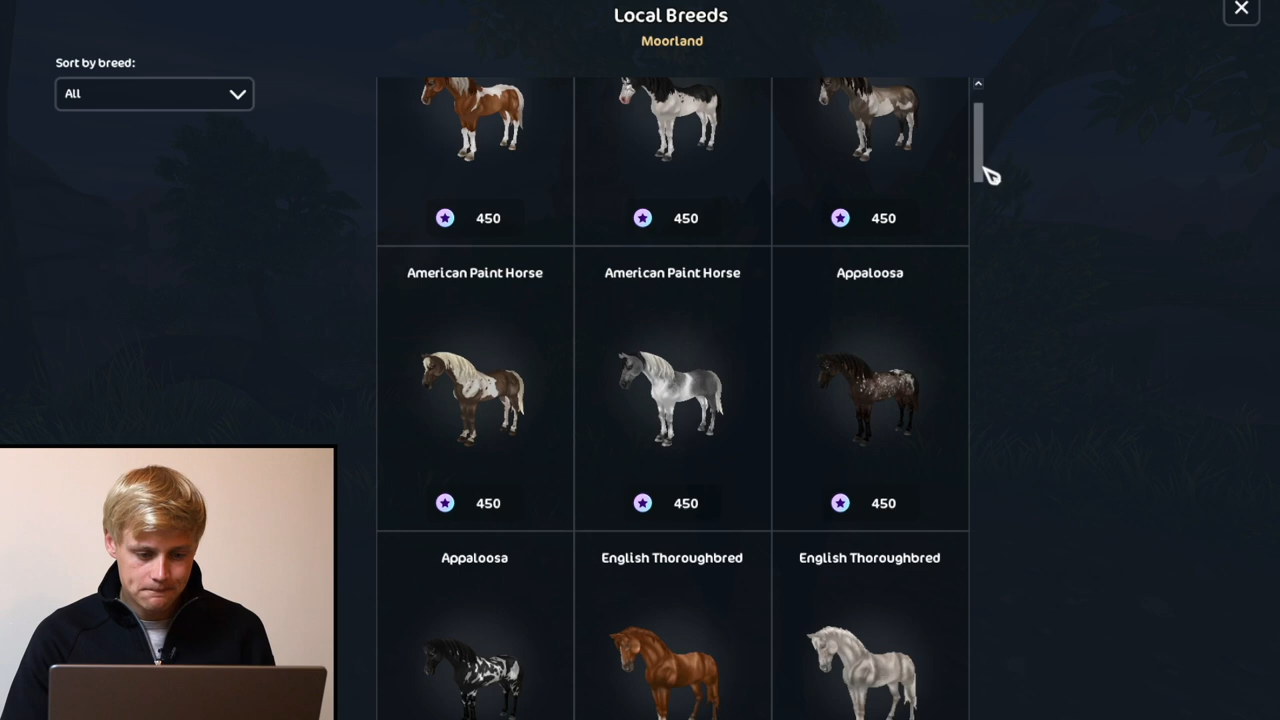 Local Breeds
Moorland
Sort by breed:
All
450 450 450
American Paint Horse American Paint Horse Appaloosa
450 450 450
Appaloosa English Thoroughbred English Thoroughbred